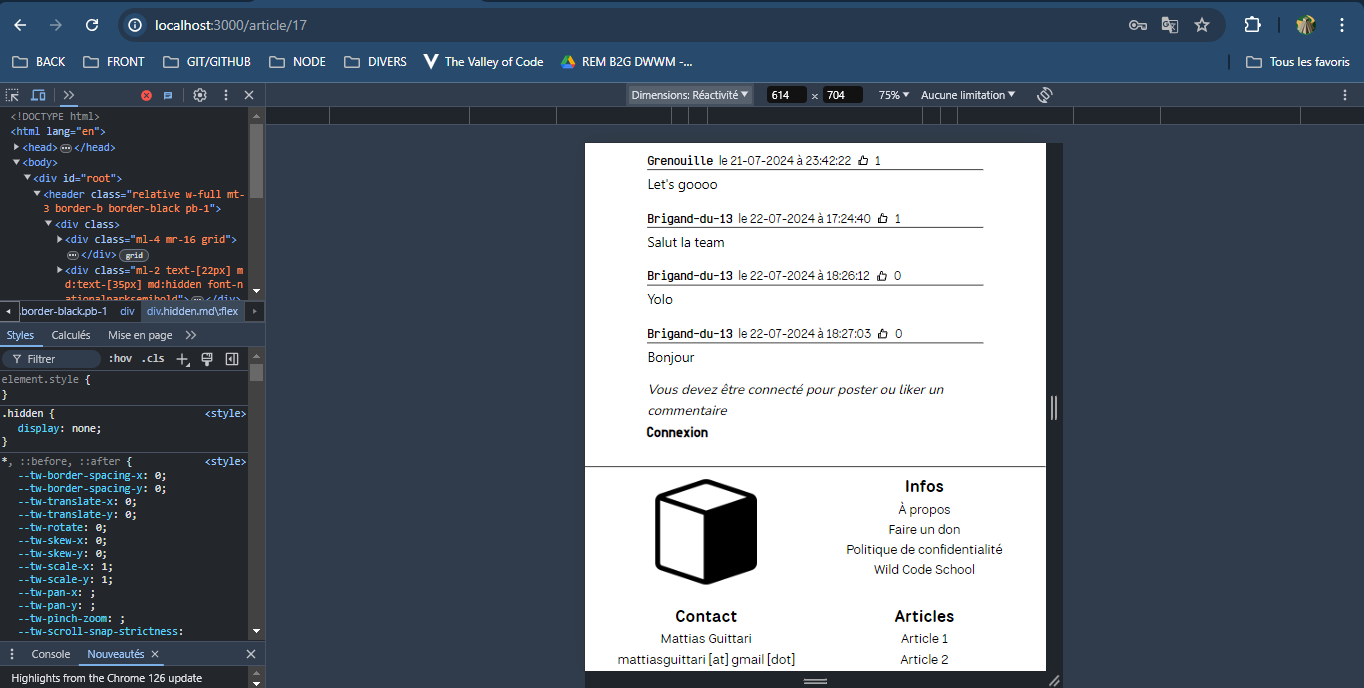 localhost:3000/article/17
BACK FRONT GIT/GITHUB NODE DIVERS The Valley of Code REM B2G DWWM -... Tous les favoris
Dimensions: Réactivité ▼ 614 x 704 75% ▼ Aucune limitation ▼
<!DOCTYPE html>
<html lang="en">
<head> ••• </head>
<body>
<div id="root">
<header class="relative w-full mt-
3 border-b border-black pb-1">
<div class>
<div class="ml-4 mr-16 grid">
••• </div> grid
<div class="ml-2 text-[22px] m
d:text-[35px] md:hidden font-n
ationalparksemibold"> ••• </div>
.border-black.pb-1 div div.hidden.md\:flex
Styles Calculés Mise en page
Filtrer :hov .cls
element.style {
}
.hidden { <style>
display: none;
}
*, ::before, ::after { <style>
--tw-border-spacing-x: 0;
--tw-border-spacing-y: 0;
--tw-translate-x: 0;
--tw-translate-y: 0;
--tw-rotate: 0;
--tw-skew-x: 0;
--tw-skew-y: 0;
--tw-scale-x: 1;
--tw-scale-y: 1;
--tw-pan-x: ;
--tw-pan-y: ;
--tw-pinch-zoom: ;
--tw-scroll-snap-strictness:
Console Nouveautés
Highlights from the Chrome 126 update
Grenouille le 21-07-2024 à 23:42:22 1
Let's goooo
Brigand-du-13 le 22-07-2024 à 17:24:40 1
Salut la team
Brigand-du-13 le 22-07-2024 à 18:26:12 0
Yolo
Brigand-du-13 le 22-07-2024 à 18:27:03 0
Bonjour
Vous devez être connecté pour poster ou liker un
commentaire
Connexion
Infos
À propos
Faire un don
Politique de confidentialité
Wild Code School
Contact
Mattias Guittari
mattiasguittari [at] gmail [dot]
Articles
Article 1
Article 2